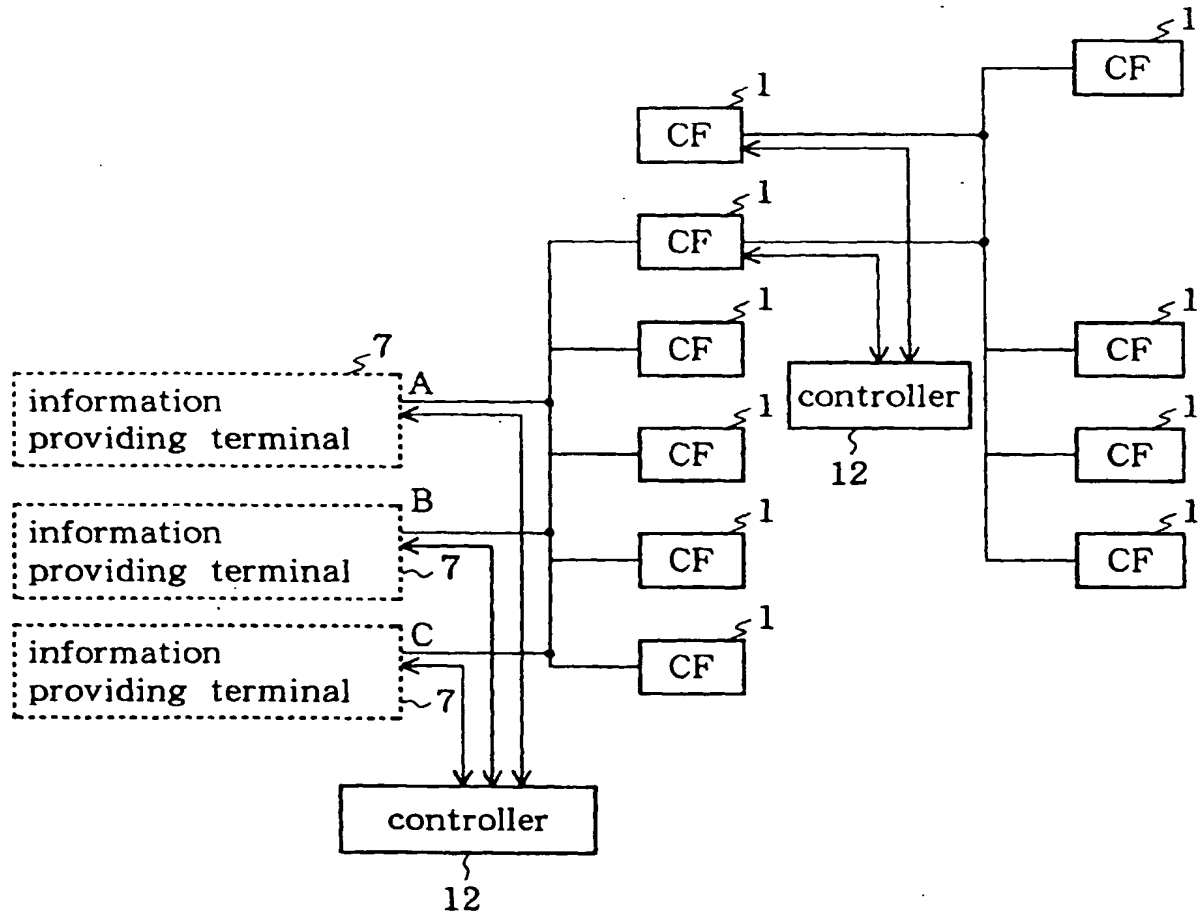 1
CF
1
CF
1
CF
1
CF
1
CF
7
A
controller
12
information
providing terminal
1
CF
1
CF
B
information
providing terminal
7
1
CF
1
CF
C
information
providing terminal
7
1
CF
controller
12